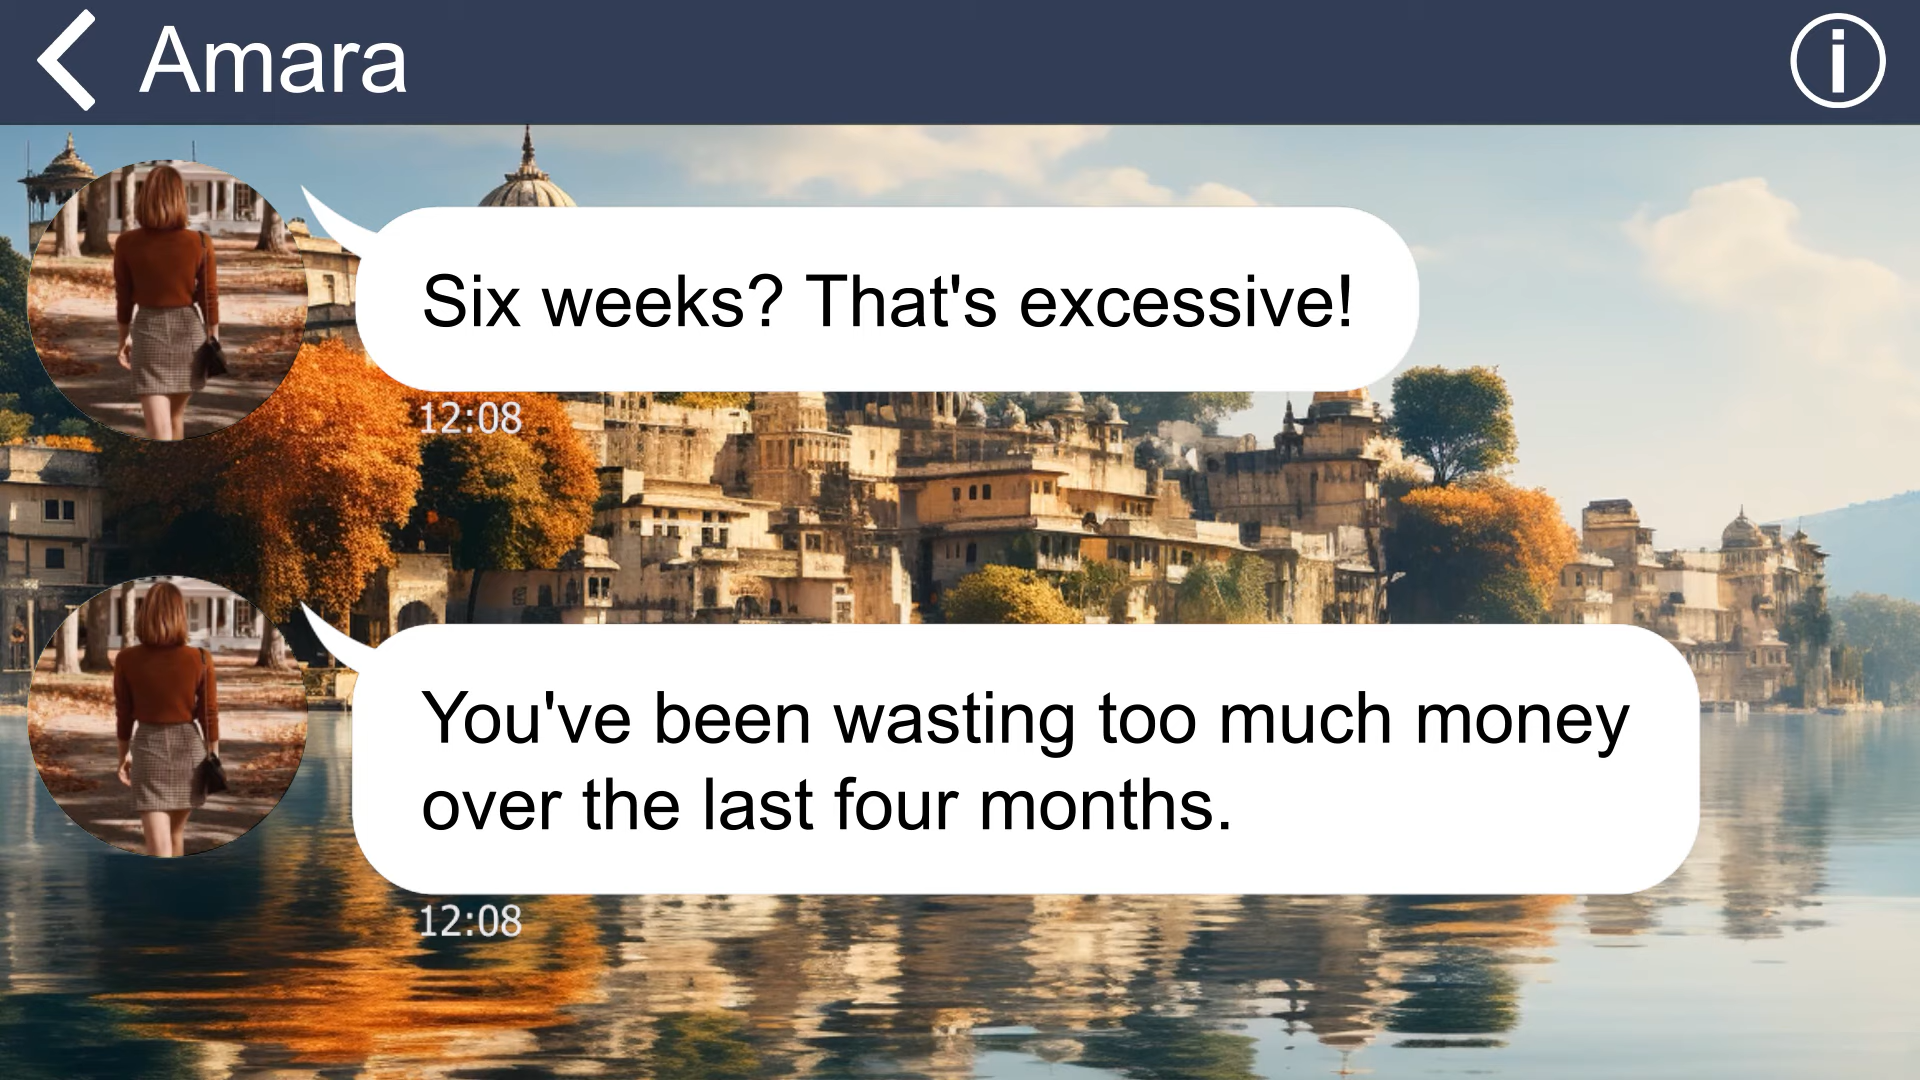 Amara
Six weeks? That's excessive!
12:08
You've been wasting too much money
over the last four months.
12:08